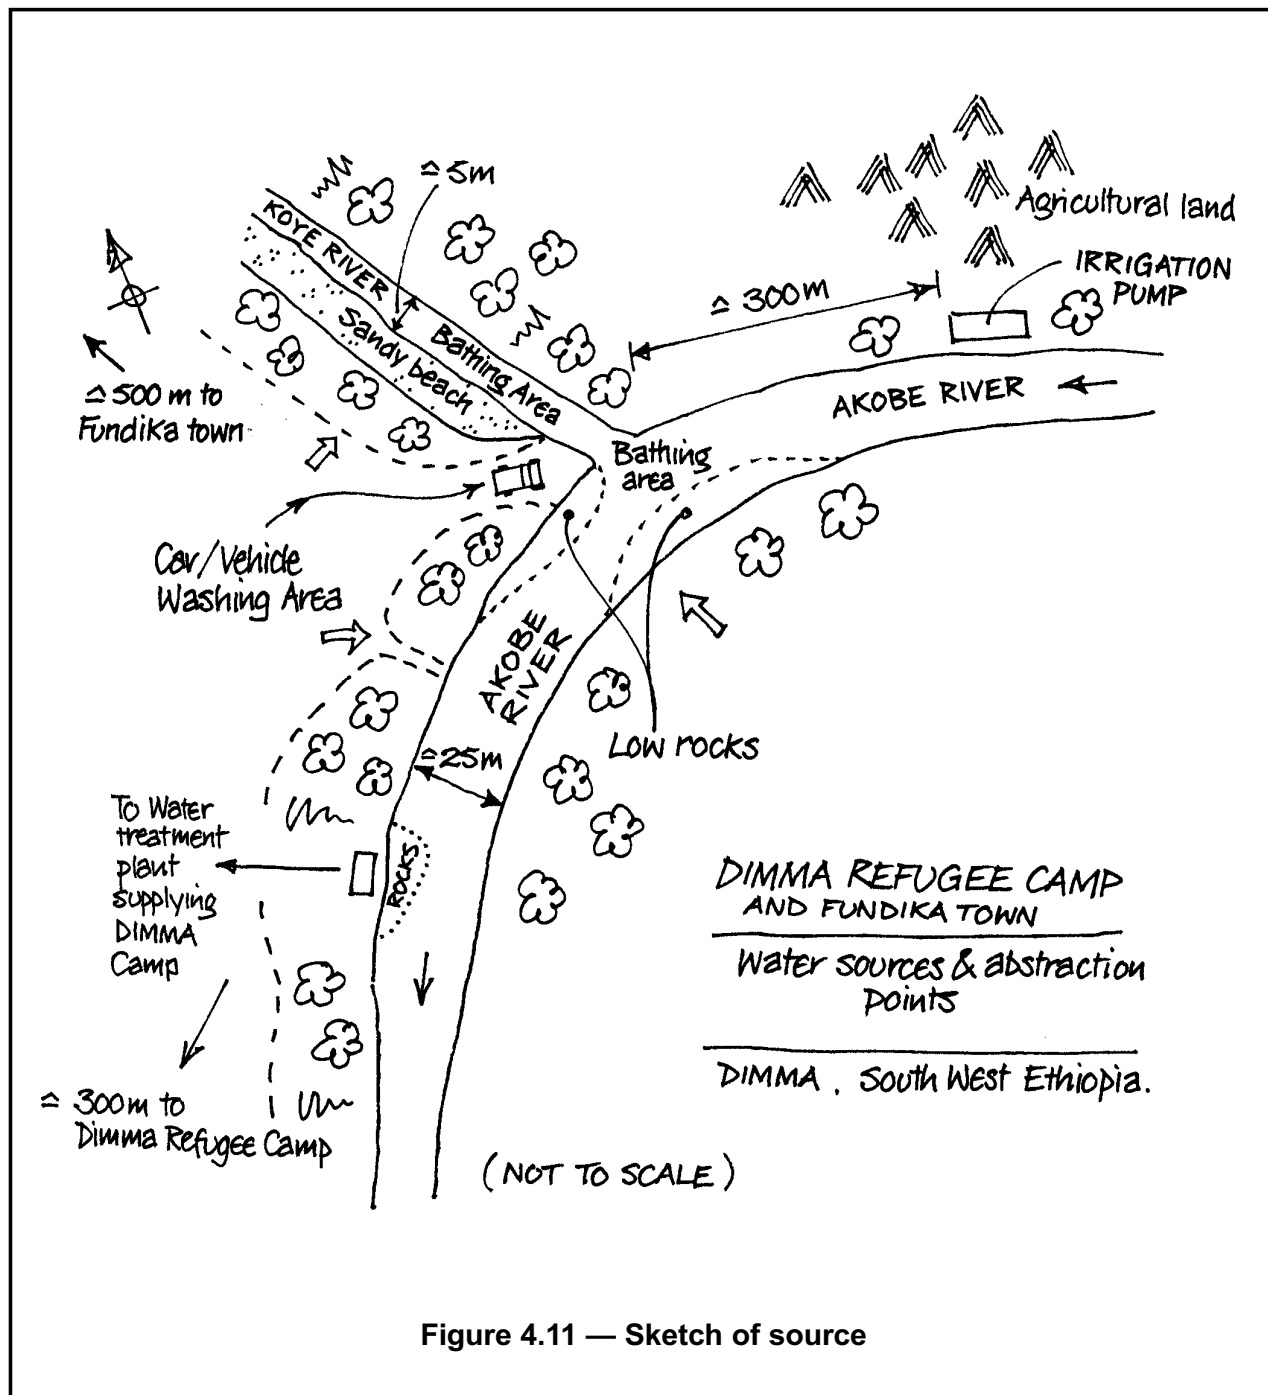 ≏ 5m
KOYE RIVER
Agricultural land
IRRIGATION
PUMP
≏ 300m
Bathing Area
Sandy beach
AKOBE RIVER
≏ 500 m to
Fundika town
Bathing
area
Car/Vehicle
Washing Area
AKOBE
RIVER
Low rocks
≏ 25m
To Water
treatment
plant
supplying
DIMMA
Camp
ROCKS
DIMMA REFUGEE CAMP
AND FUNDIKA TOWN
Water sources & abstraction
points
DIMMA, South West Ethiopia.
≏ 300m to
Dimma Refugee Camp
(NOT TO SCALE)
Figure 4.11 — Sketch of source